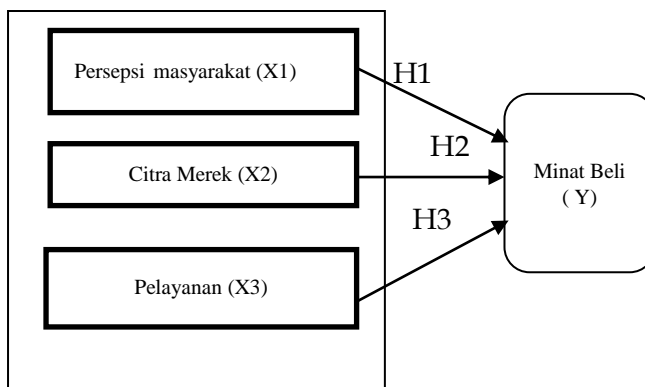 Persepsi masyarakat (X1)
H1
Citra Merek (X2)
H2
Minat Beli
( Y)
H3
Pelayanan (X3)